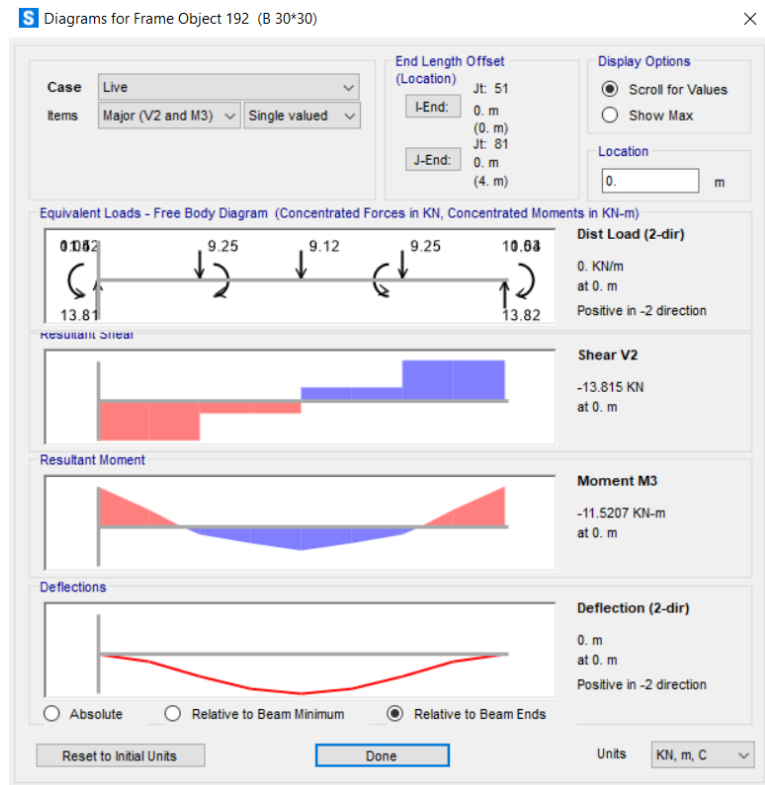 S Diagrams for Frame Object 192 (B 30*30)
Case Live
Items Major (V2 and M3) Single valued
End Length Offset
(Location)
Jt: 51
I-End: 0. m
(0. m)
Jt: 81
J-End: 0. m
(4. m)
Display Options
Scroll for Values
Show Max
Location
0. m
Equivalent Loads - Free Body Diagram (Concentrated Forces in KN, Concentrated Moments in KN-m)
9.25 9.12 9.25
13.81 13.82
Dist Load (2-dir)
0. KN/m
at 0. m
Positive in -2 direction
Resultant Shear
Shear V2
-13.815 KN
at 0. m
Resultant Moment
Moment M3
-11.5207 KN-m
at 0. m
Deflections
Deflection (2-dir)
0. m
at 0. m
Positive in -2 direction
Absolute Relative to Beam Minimum Relative to Beam Ends
Reset to Initial Units Done Units KN, m, C